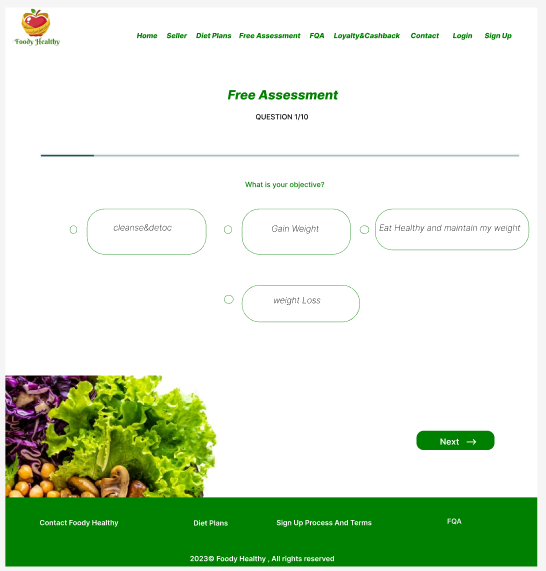 Foody Healthy
Home Seller Diet Plans Free Assessment FQA Loyalty&Cashback Contact Login Sign Up
Free Assessment
QUESTION 1/10
What is your objective?
cleanse&detoc Gain Weight Eat Healthy and maintain my weight
weight Loss
Next
Contact Foody Healthy Diet Plans Sign Up Process And Terms FQA
2023© Foody Healthy , All rights reserved